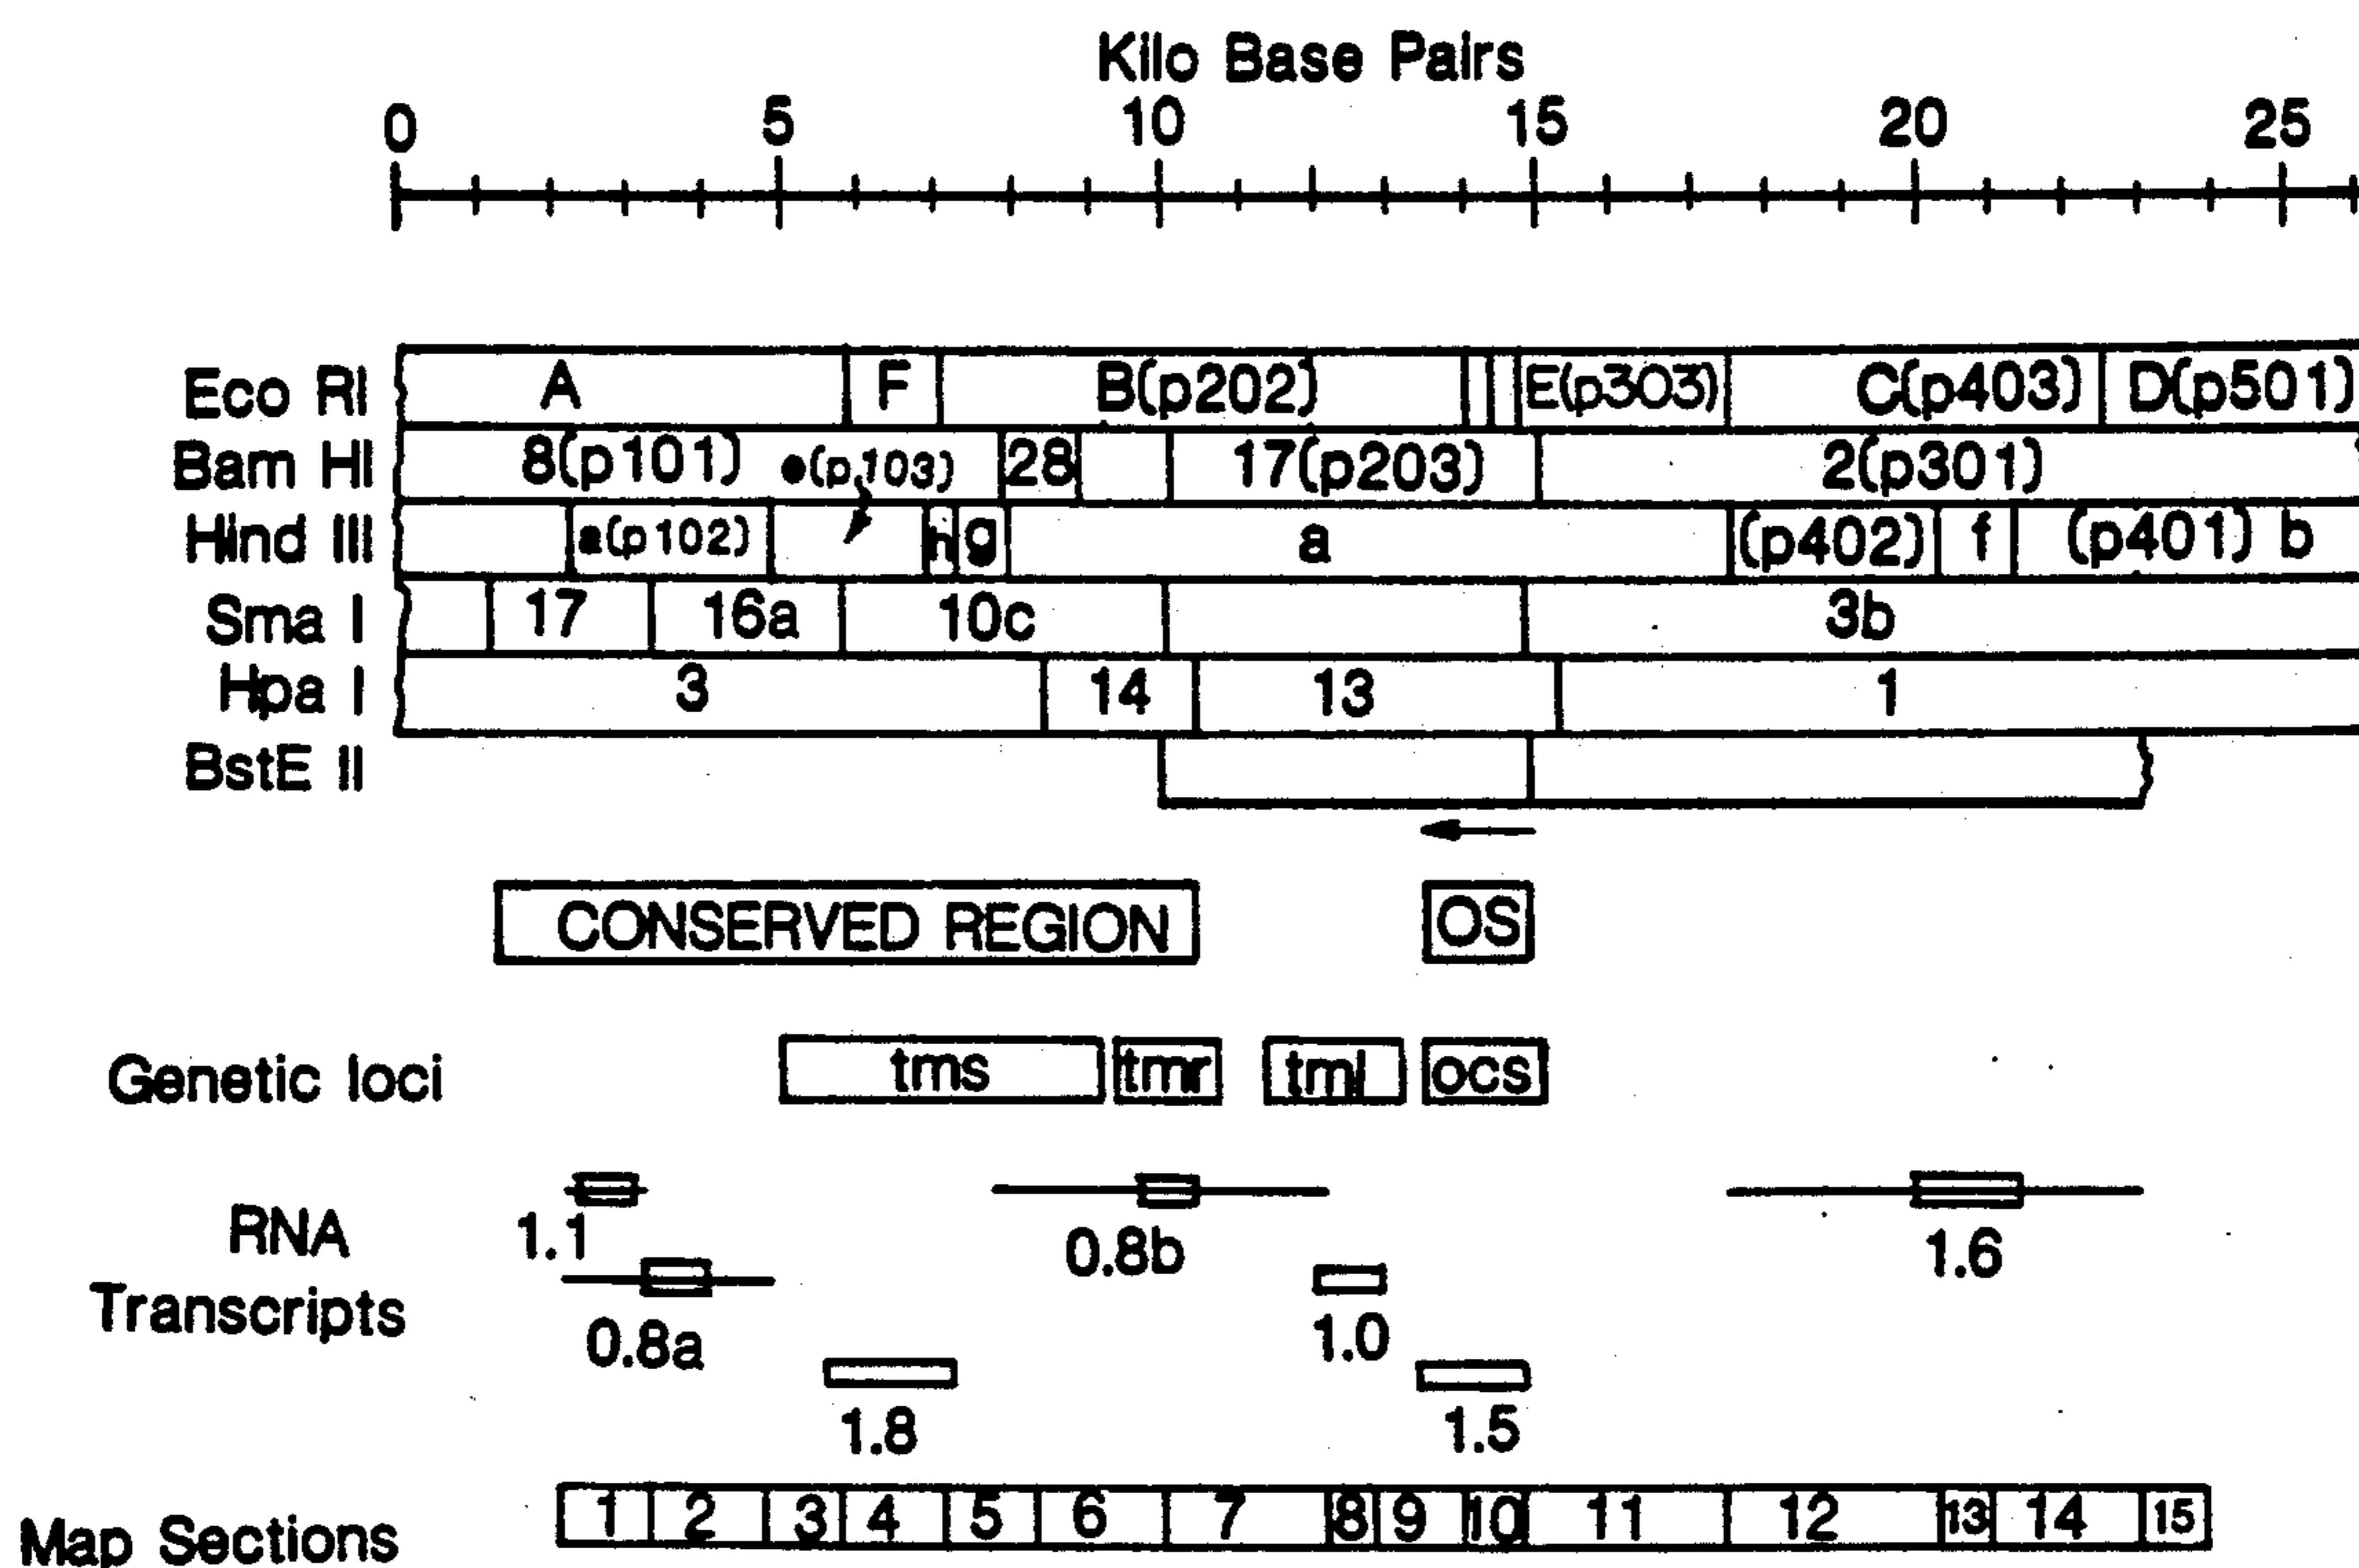 Kilo Base Pairs
0 5 10 15 20 25
Eco RI A F B(p202) E(p303) C(p403) D(p501)
Bam HI 8(p101) e(p103) 28 17(p203) 2(p301)
Hind III a(p102) h g a (p402) f (p401) b
Sma I 17 16a 10c 3b
Hpa I 3 14 13 1
BstE II
CONSERVED REGION OS
Genetic loci tms tmr tml ocs
RNA
Transcripts
1.1 0.8b 1.6
0.8a 1.0
1.8 1.5
Map Sections 1 2 3 4 5 6 7 8 9 10 11 12 13 14 15